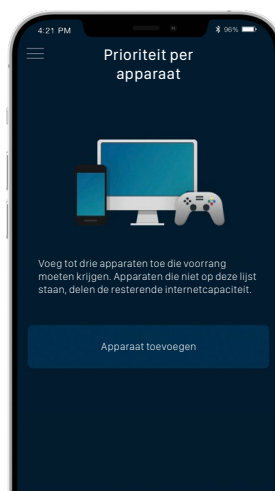 4:21 PM
96%
Prioriteit per
apparaat
Voeg tot drie apparaten toe die voorrang
moeten krijgen. Apparaten die niet op deze lijst
staan, delen de resterende internetcapaciteit.
Apparaat toevoegen